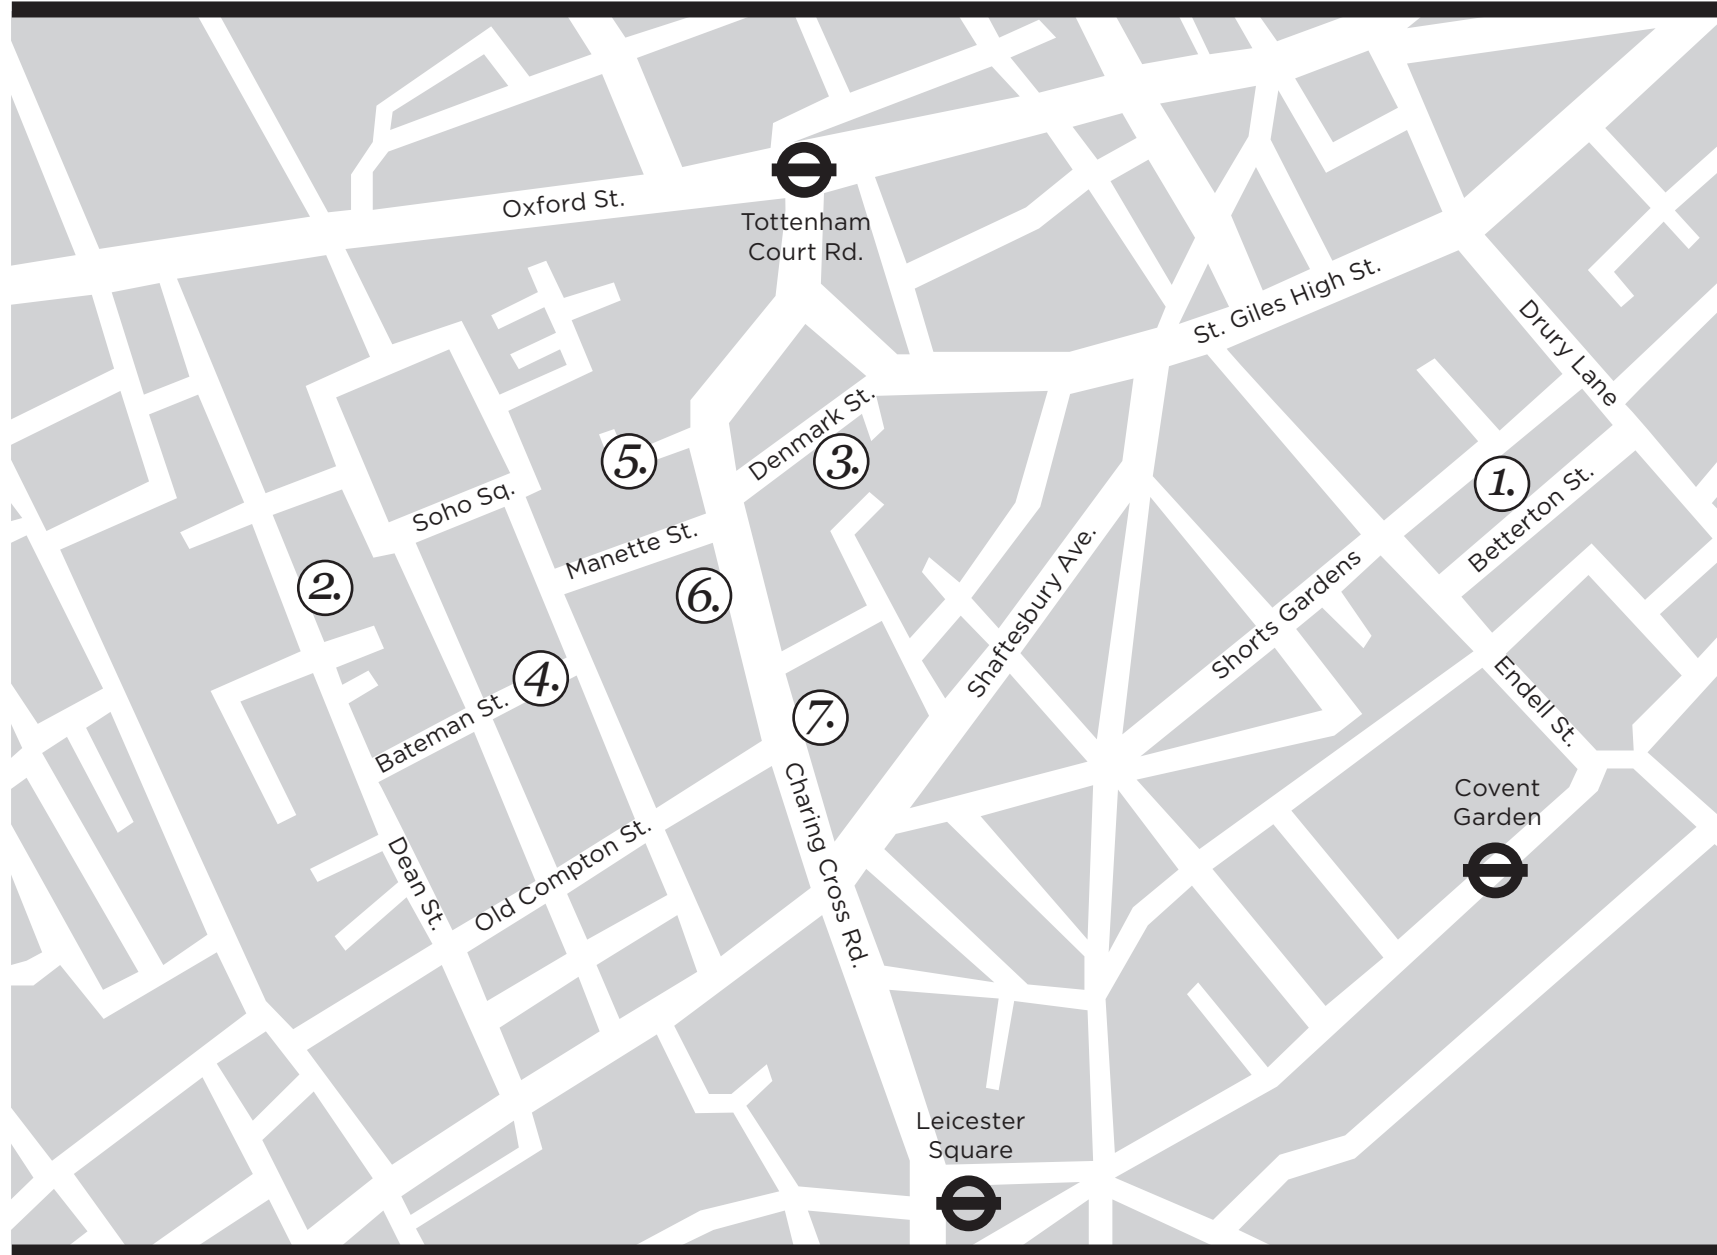 Oxford St.
Tottenham
Court Rd.
St. Giles High St.
Drury Lane
Denmark St.
5.
3.
1.
Soho Sq.
Betterton St.
Manette St.
2.
6.
Shaftesbury Ave.
Shorts Gardens
4.
Bateman St.
7.
Endell St.
Charing Cross Rd.
Covent
Garden
Dean St.
Old Compton St.
Leicester
Square